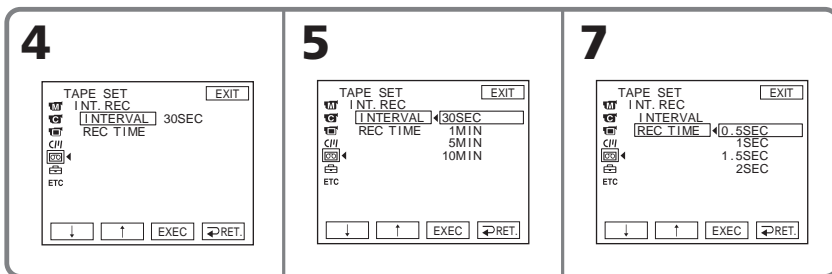 4
TAPE SET EXIT
INT. REC
INTERVAL 30SEC
REC TIME
ETC
↓ ↑ EXEC RET.
5
TAPE SET EXIT
INT. REC
INTERVAL 30SEC
REC TIME 1MIN
5MIN
10MIN
ETC
↓ ↑ EXEC RET.
7
TAPE SET EXIT
INT. REC
INTERVAL
REC TIME 0.5SEC
1SEC
1.5SEC
2SEC
ETC
↓ ↑ EXEC RET.